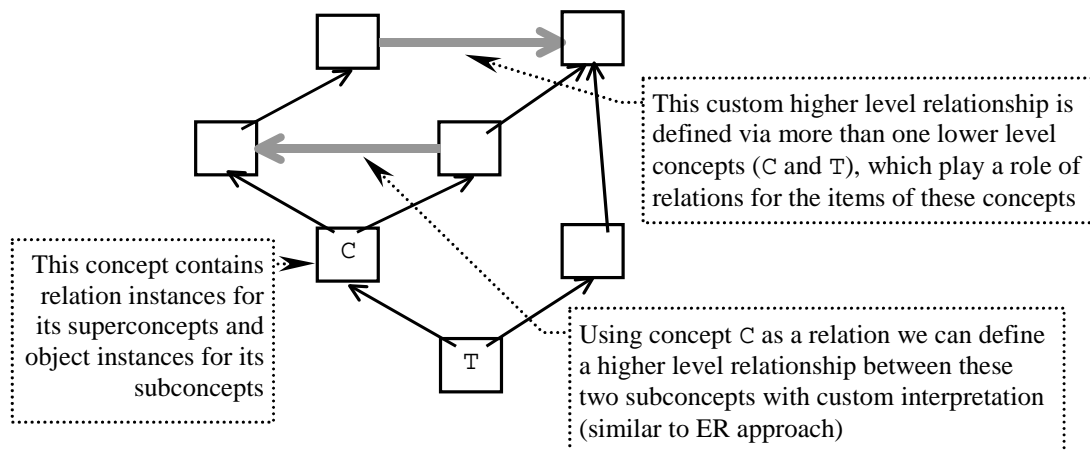 This custom higher level relationship is
defined via more than one lower level
concepts (C and T), which play a role of
relations for the items of these concepts
C
This concept contains
relation instances for
its superconcepts and
object instances for its
subconcepts
Using concept C as a relation we can define
a higher level relationship between these
two subconcepts with custom interpretation
(similar to ER approach)
T